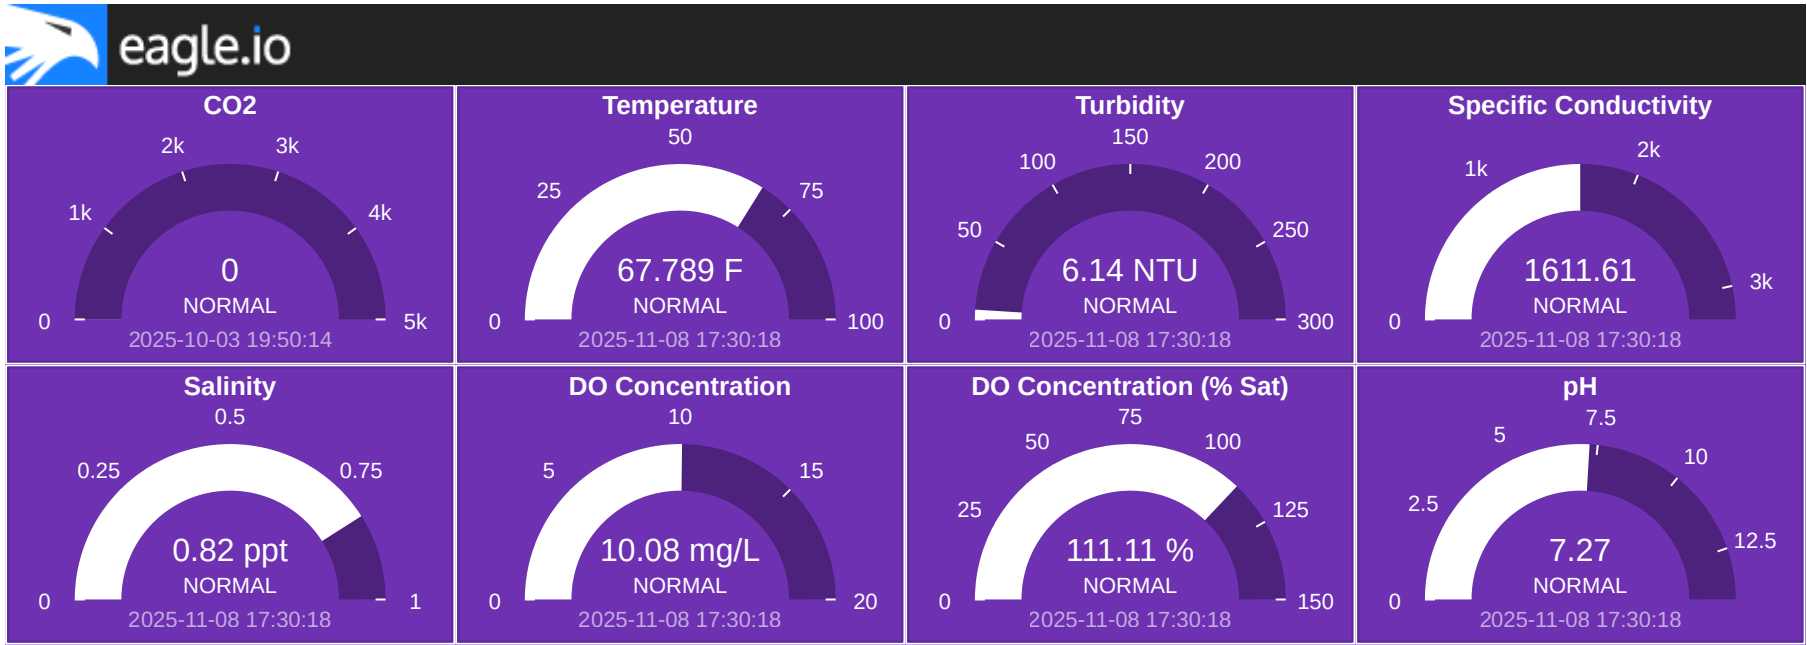 eagle.io
CO2
0
1k
2k
3k
4k
5k
0
NORMAL
2025-10-03 19:50:14
Temperature
0
25
50
75
100
67.789 F
NORMAL
2025-11-08 17:30:18
Turbidity
0
50
100
150
200
250
300
6.14 NTU
NORMAL
2025-11-08 17:30:18
Specific Conductivity
0
1k
2k
3k
1611.61
NORMAL
2025-11-08 17:30:18
Salinity
0
0.25
0.5
0.75
1
0.82 ppt
NORMAL
2025-11-08 17:30:18
DO Concentration
0
5
10
15
20
10.08 mg/L
NORMAL
2025-11-08 17:30:18
DO Concentration (% Sat)
0
25
50
75
100
125
150
111.11 %
NORMAL
2025-11-08 17:30:18
pH
0
2.5
5
7.5
10
12.5
7.27
NORMAL
2025-11-08 17:30:18